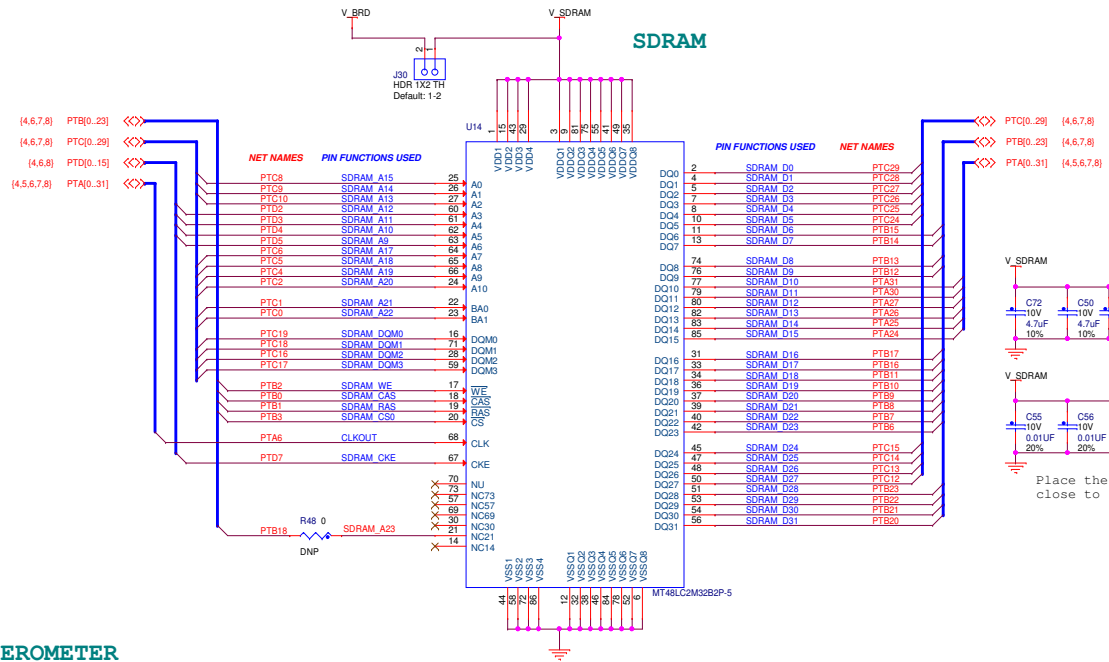 V_BRD
V_SDRAM
SDRAM
2
1
J30
HDR 1X2 TH
Default: 1-2
U14
1
15
43
29
3
9
81
75
55
41
49
35
VDD1
VDD2
VDD3
VDD4
VDDQ1
VDDQ2
VDDQ3
VDDQ4
VDDQ5
VDDQ6
VDDQ7
VDDQ8
{4,6,7,8} PTB[0..23]
{4,6,7,8} PTC[0..29]
{4,6,8} PTD[0..15]
{4,5,6,7,8} PTA[0..31]
PTC[0..29] {4,6,7,8}
PTB[0..23] {4,6,7,8}
PTA[0..31] {4,5,6,7,8}
NET NAMES PIN FUNCTIONS USED
PTC8 SDRAM_A15 25 A0
PTC9 SDRAM_A14 26 A1
PTC10 SDRAM_A13 27 A2
PTD2 SDRAM_A12 60 A3
PTD3 SDRAM_A11 61 A4
PTD4 SDRAM_A10 62 A5
PTD5 SDRAM_A9 63 A6
PTC6 SDRAM_A17 64 A7
PTC5 SDRAM_A18 65 A8
PTC4 SDRAM_A19 66 A9
PTC2 SDRAM_A20 24 A10
PTC1 SDRAM_A21 22 BA0
PTC0 SDRAM_A22 23 BA1
PTC19 SDRAM_DQM0 16 DQM0
PTC18 SDRAM_DQM1 71 DQM1
PTC16 SDRAM_DQM2 28 DQM2
PTC17 SDRAM_DQM3 59 DQM3
PTB2 SDRAM_WE 17 WE
PTB0 SDRAM_CAS 18 CAS
PTB1 SDRAM_RAS 19 RAS
PTB3 SDRAM_CS0 20 CS
PTA6 CLKOUT 68 CLK
PTD7 SDRAM_CKE 67 CKE
70 NU
73 NC73
57 NC57
69 NC69
30 NC30
PTB18 R48 0 SDRAM_A23 21 NC21
DNP
14 NC14
PIN FUNCTIONS USED NET NAMES
DQ0 2 SDRAM_D0 PTC29
DQ1 4 SDRAM_D1 PTC28
DQ2 5 SDRAM_D2 PTC27
DQ3 7 SDRAM_D3 PTC26
DQ4 8 SDRAM_D4 PTC25
DQ5 10 SDRAM_D5 PTC24
DQ6 11 SDRAM_D6 PTB15
DQ7 13 SDRAM_D7 PTB14
DQ8 74 SDRAM_D8 PTB13
DQ9 76 SDRAM_D9 PTB12
DQ10 77 SDRAM_D10 PTA31
DQ11 79 SDRAM_D11 PTA30
DQ12 80 SDRAM_D12 PTA27
DQ13 82 SDRAM_D13 PTA26
DQ14 83 SDRAM_D14 PTA25
DQ15 85 SDRAM_D15 PTA24
DQ16 31 SDRAM_D16 PTB17
DQ17 33 SDRAM_D17 PTB16
DQ18 34 SDRAM_D18 PTB11
DQ19 36 SDRAM_D19 PTB10
DQ20 37 SDRAM_D20 PTB9
DQ21 39 SDRAM_D21 PTB8
DQ22 40 SDRAM_D22 PTB7
DQ23 42 SDRAM_D23 PTB6
DQ24 45 SDRAM_D24 PTC15
DQ25 47 SDRAM_D25 PTC14
DQ26 48 SDRAM_D26 PTC13
DQ27 50 SDRAM_D27 PTC12
DQ28 51 SDRAM_D28 PTB23
DQ29 53 SDRAM_D29 PTB22
DQ30 54 SDRAM_D30 PTB21
DQ31 56 SDRAM_D31 PTB20
VSS1
VSS2
VSS3
VSS4
VSSQ1
VSSQ2
VSSQ3
VSSQ4
VSSQ5
VSSQ6
VSSQ7
VSSQ8
44
58
72
86
12
32
38
46
84
78
52
6
MT48LC2M32B2P-5
V_SDRAM
C72
10V
4.7uF
10%
C50
10V
4.7uF
10%
V_SDRAM
C55
10V
0.01UF
20%
C56
10V
0.01UF
20%
Place the
close to
EROMETER